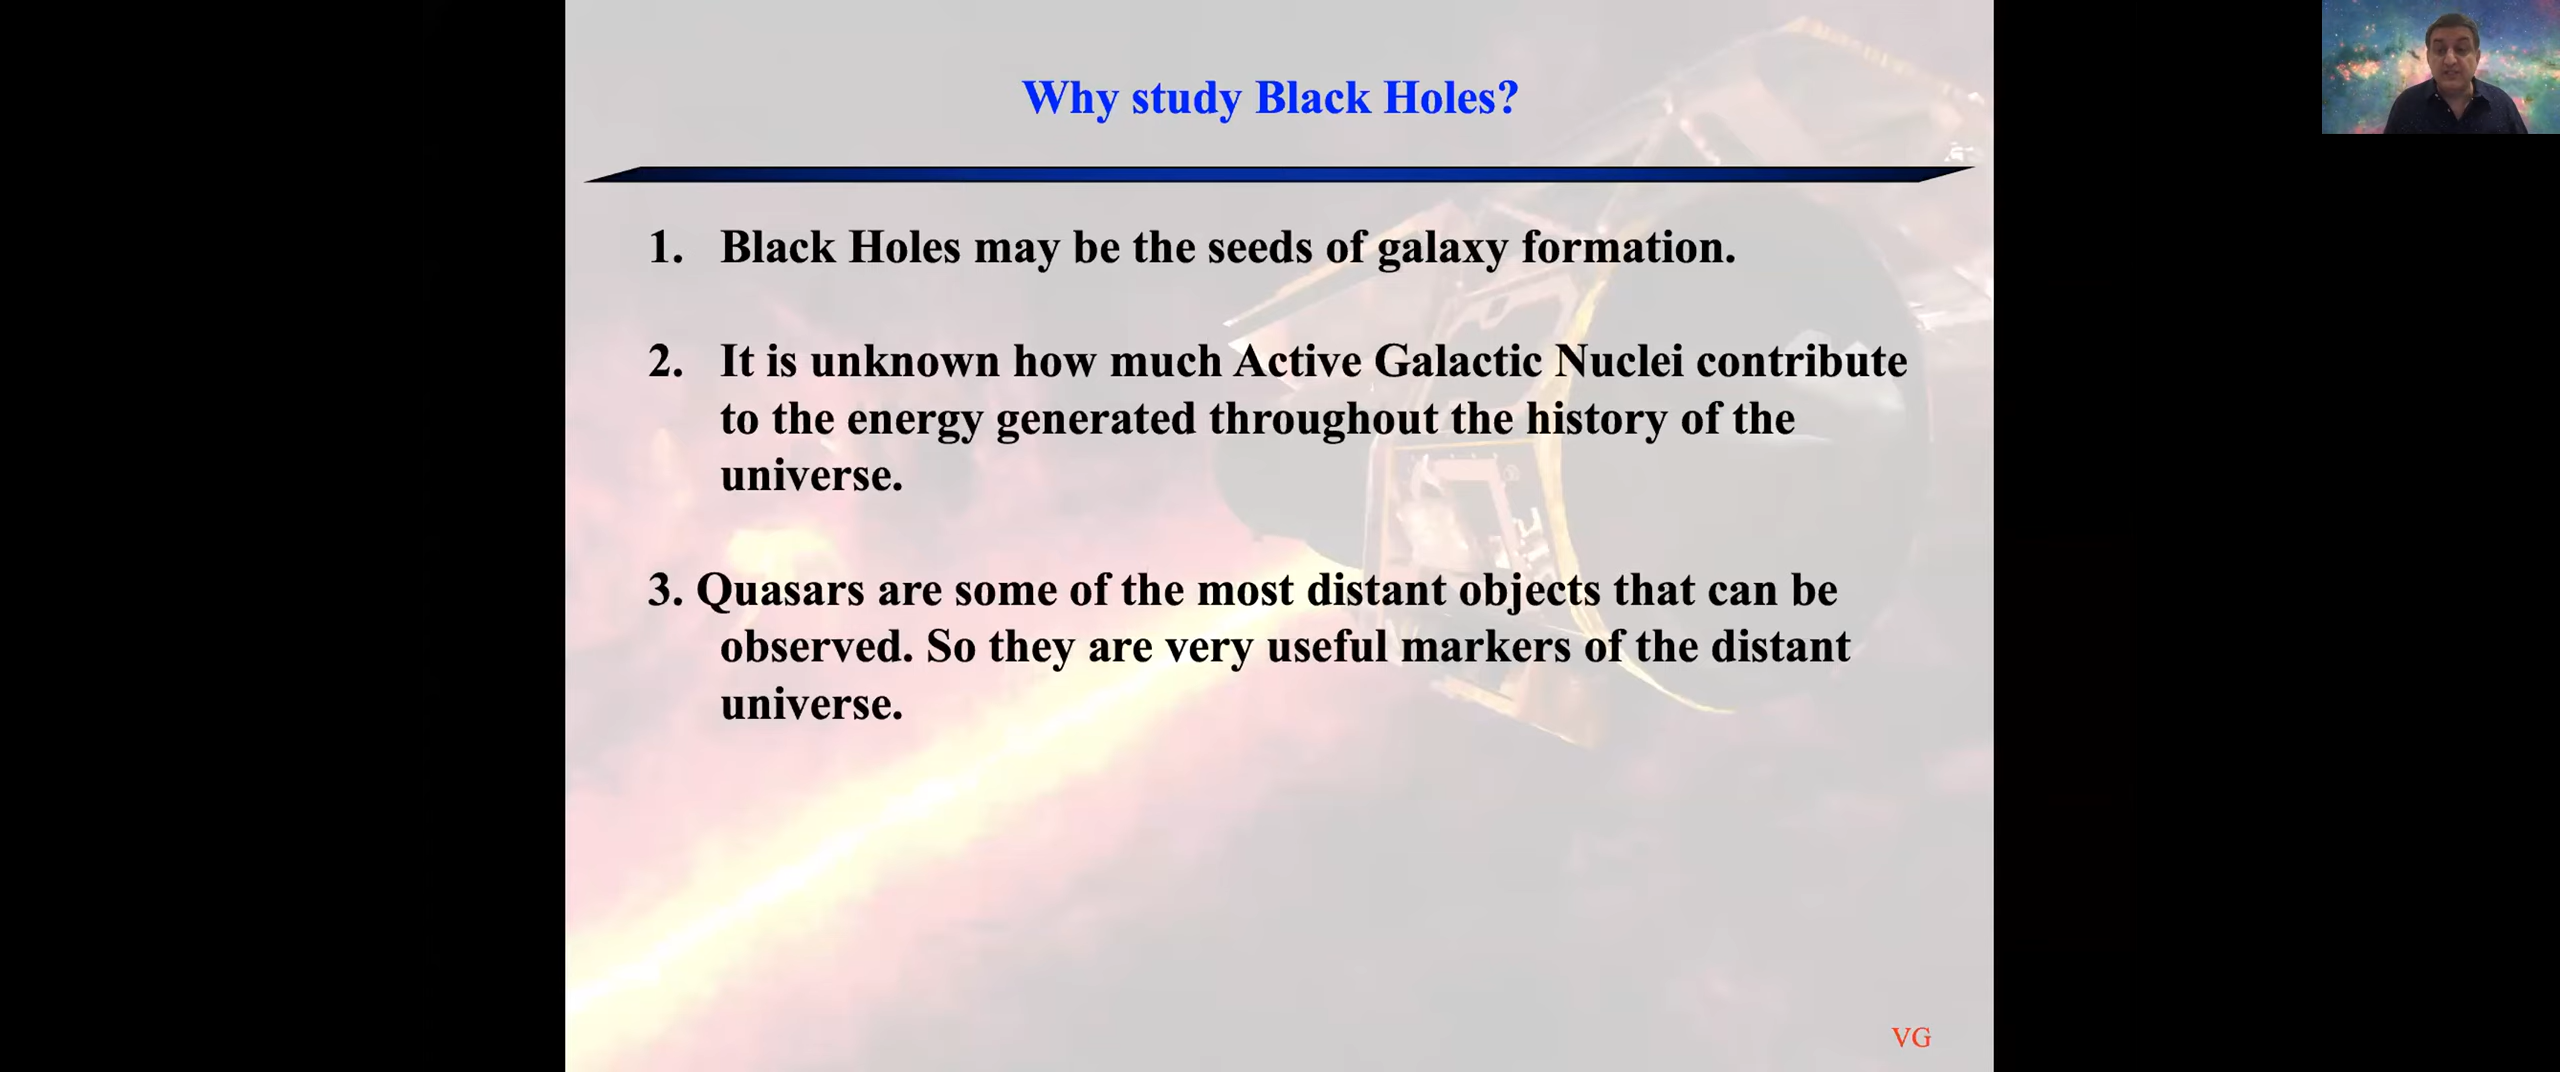 Why study Black Holes?
1. Black Holes may be the seeds of galaxy formation.
2. It is unknown how much Active Galactic Nuclei contribute
to the energy generated throughout the history of the
universe.
3. Quasars are some of the most distant objects that can be
observed. So they are very useful markers of the distant
universe.
VG